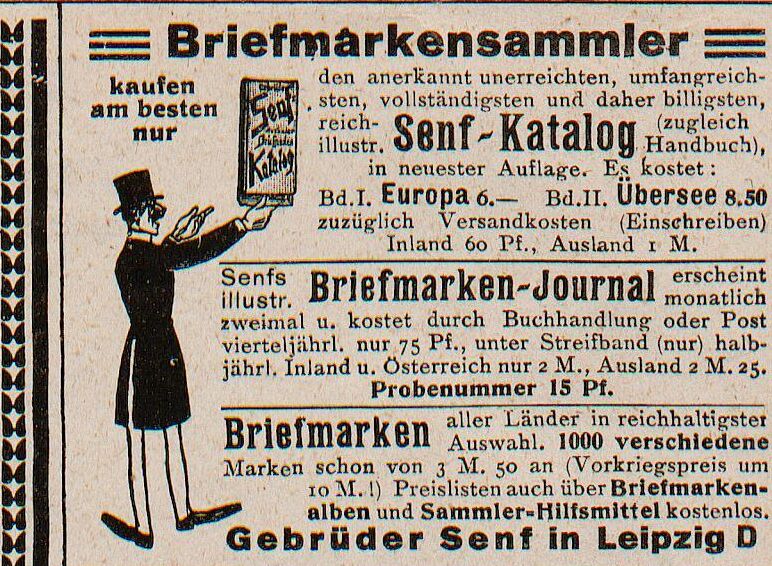 Briefmarkensammler
kaufen
am besten
nur
Senf
Katalog
den anerkannt unerreichten, umfangreich-
sten, vollständigsten und daher billigsten,
reich-
illustr. Senf-Katalog (zugleich
Handbuch),
in neuester Auflage. Es kostet:
Bd.I. Europa 6.— Bd.II. Übersee 8.50
zuzüglich Versandkosten (Einschreiben)
Inland 60 Pf., Ausland 1 M.
Senfs
illustr. Briefmarken-Journal erscheint
monatlich
zweimal u. kostet durch Buchhandlung oder Post
vierteljährl. nur 75 Pf., unter Streifband (nur) halb-
jährl. Inland u. Österreich nur 2 M., Ausland 2 M. 25.
Probenummer 15 Pf.
Briefmarken aller Länder in reichhaltigster
Auswahl. 1000 verschiedene
Marken schon von 3 M. 50 an (Vorkriegspreis um
10 M.!) Preislisten auch über Briefmarken-
alben und Sammler-Hilfsmittel kostenlos.
Gebrüder Senf in Leipzig D